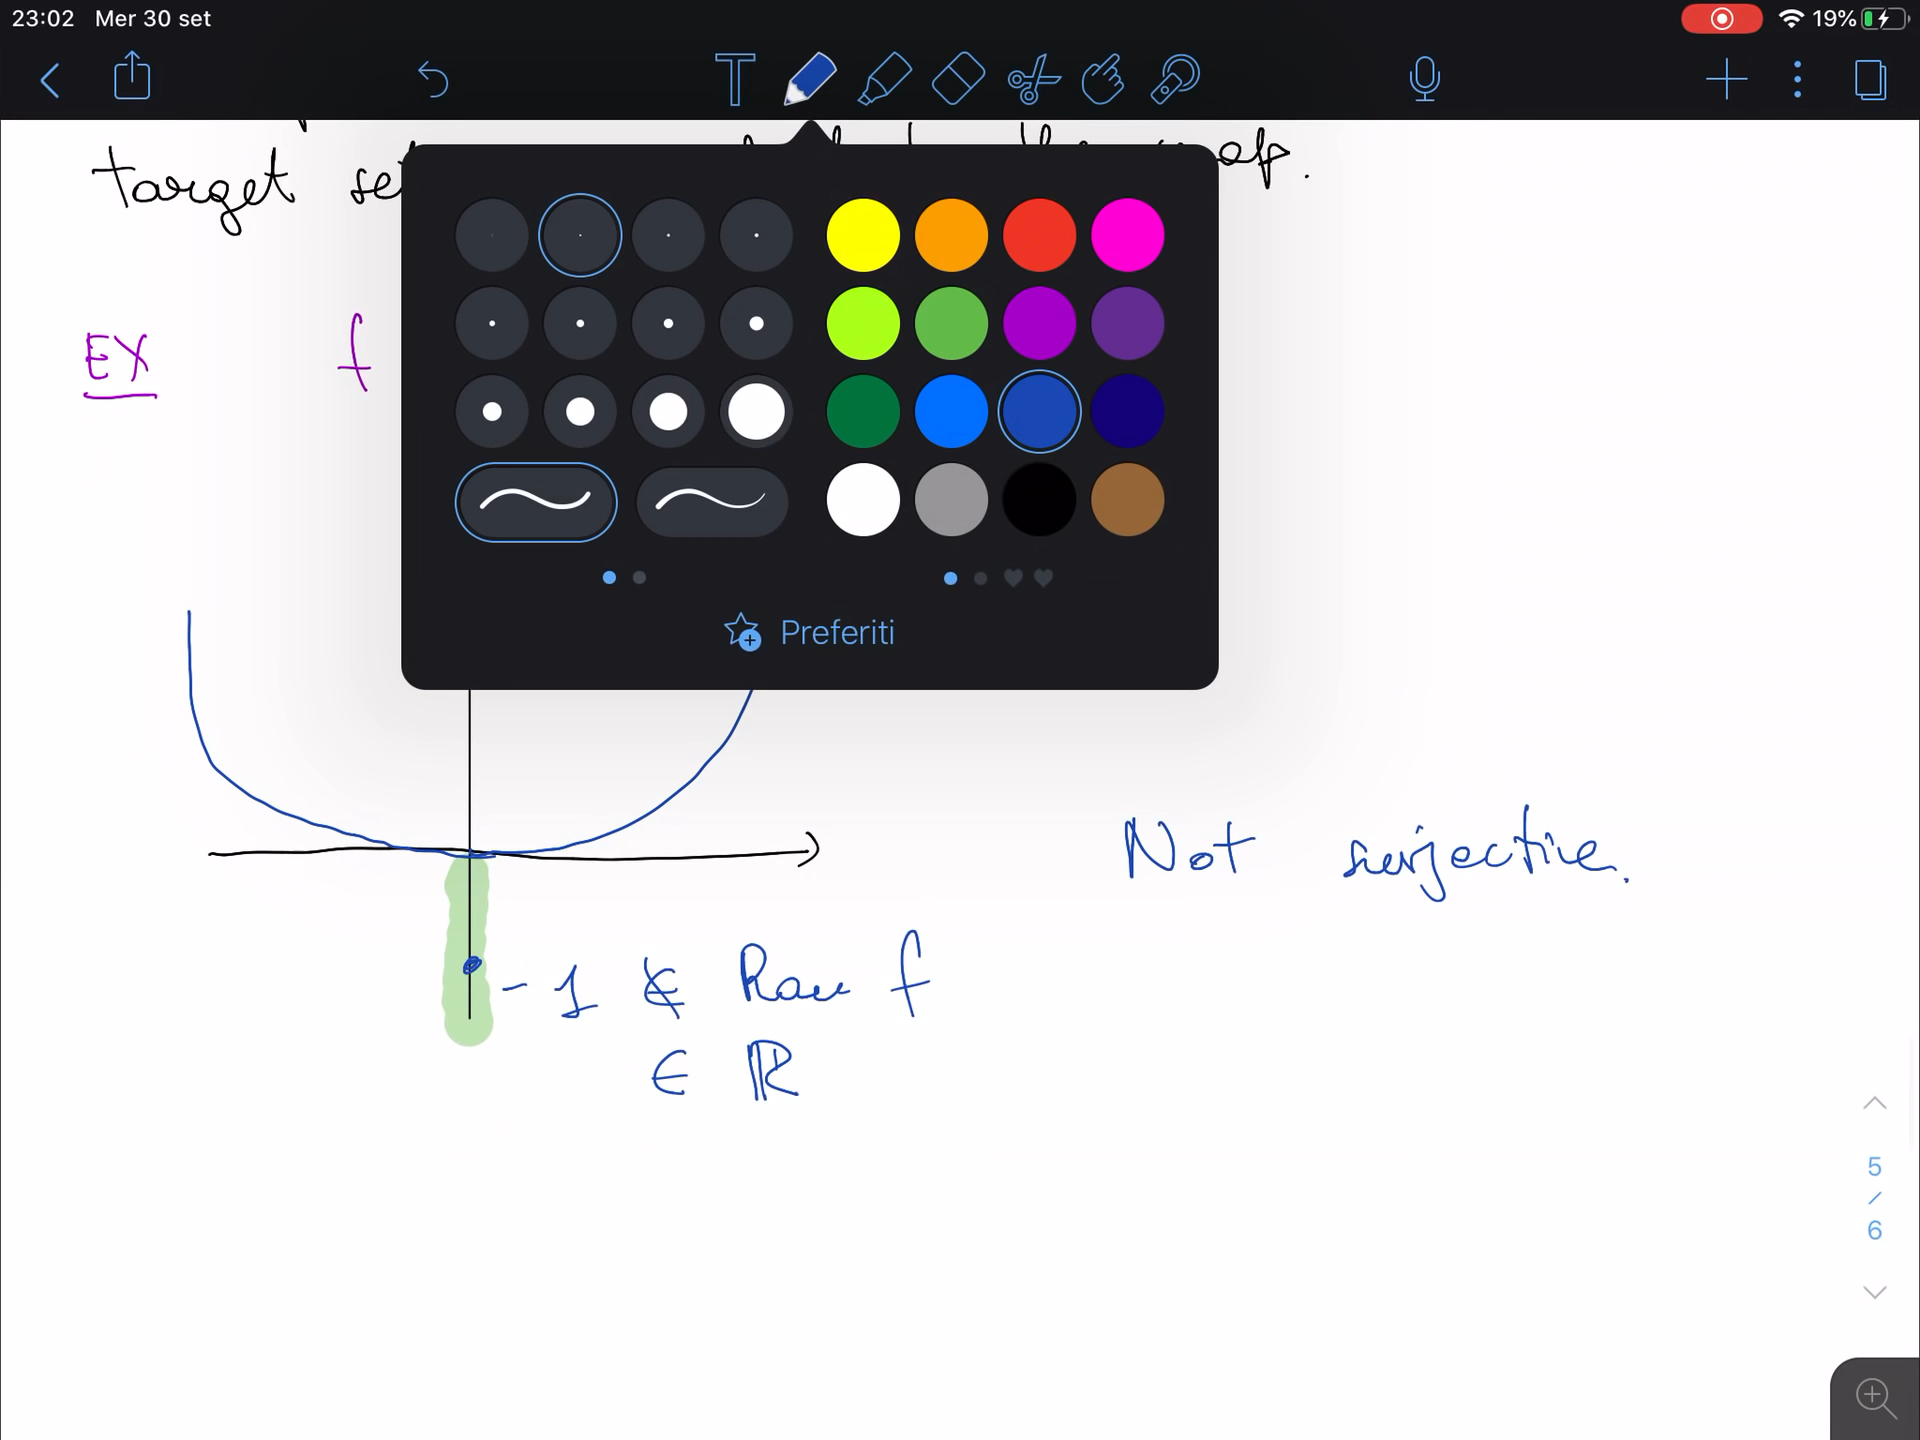 23:02 Mer 30 set 19%
target se
EX f
Preferiti
Not surjective.
-1 ∉ Ran f
∈ ℝ
5
/
6